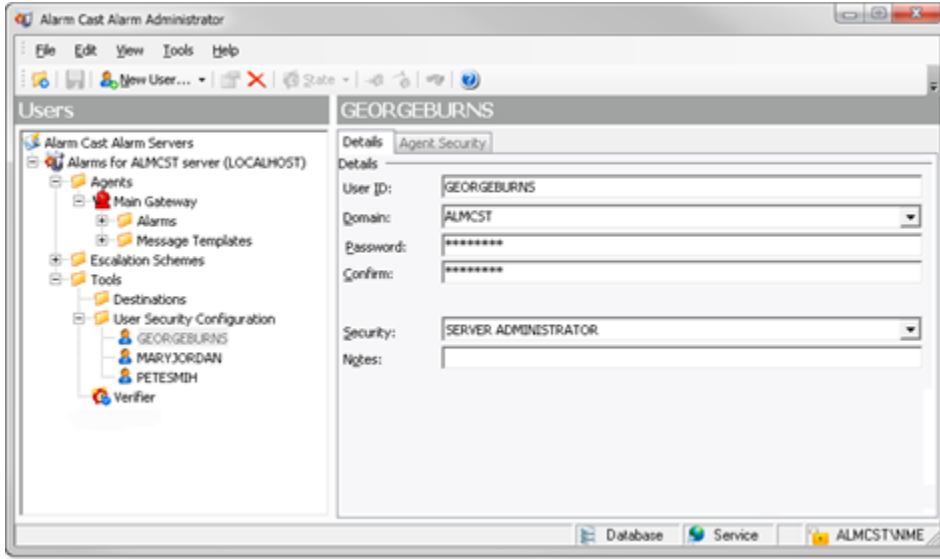 Alarm Cast Alarm Administrator
File Edit View Tools Help
New User... State
Users
GEORGEBURNS
Alarm Cast Alarm Servers
Alarms for ALMCST server (LOCALHOST)
Agents
Main Gateway
Alarms
Message Templates
Escalation Schemes
Tools
Destinations
User Security Configuration
GEORGEBURNS
MARYJORDAN
PETESMIH
Verifier
Details Agent Security
Details
User ID: GEORGEBURNS
Domain: ALMCST
Password: ********
Confirm: ********
Security: SERVER ADMINISTRATOR
Notes:
Database Service ALMCST\NME